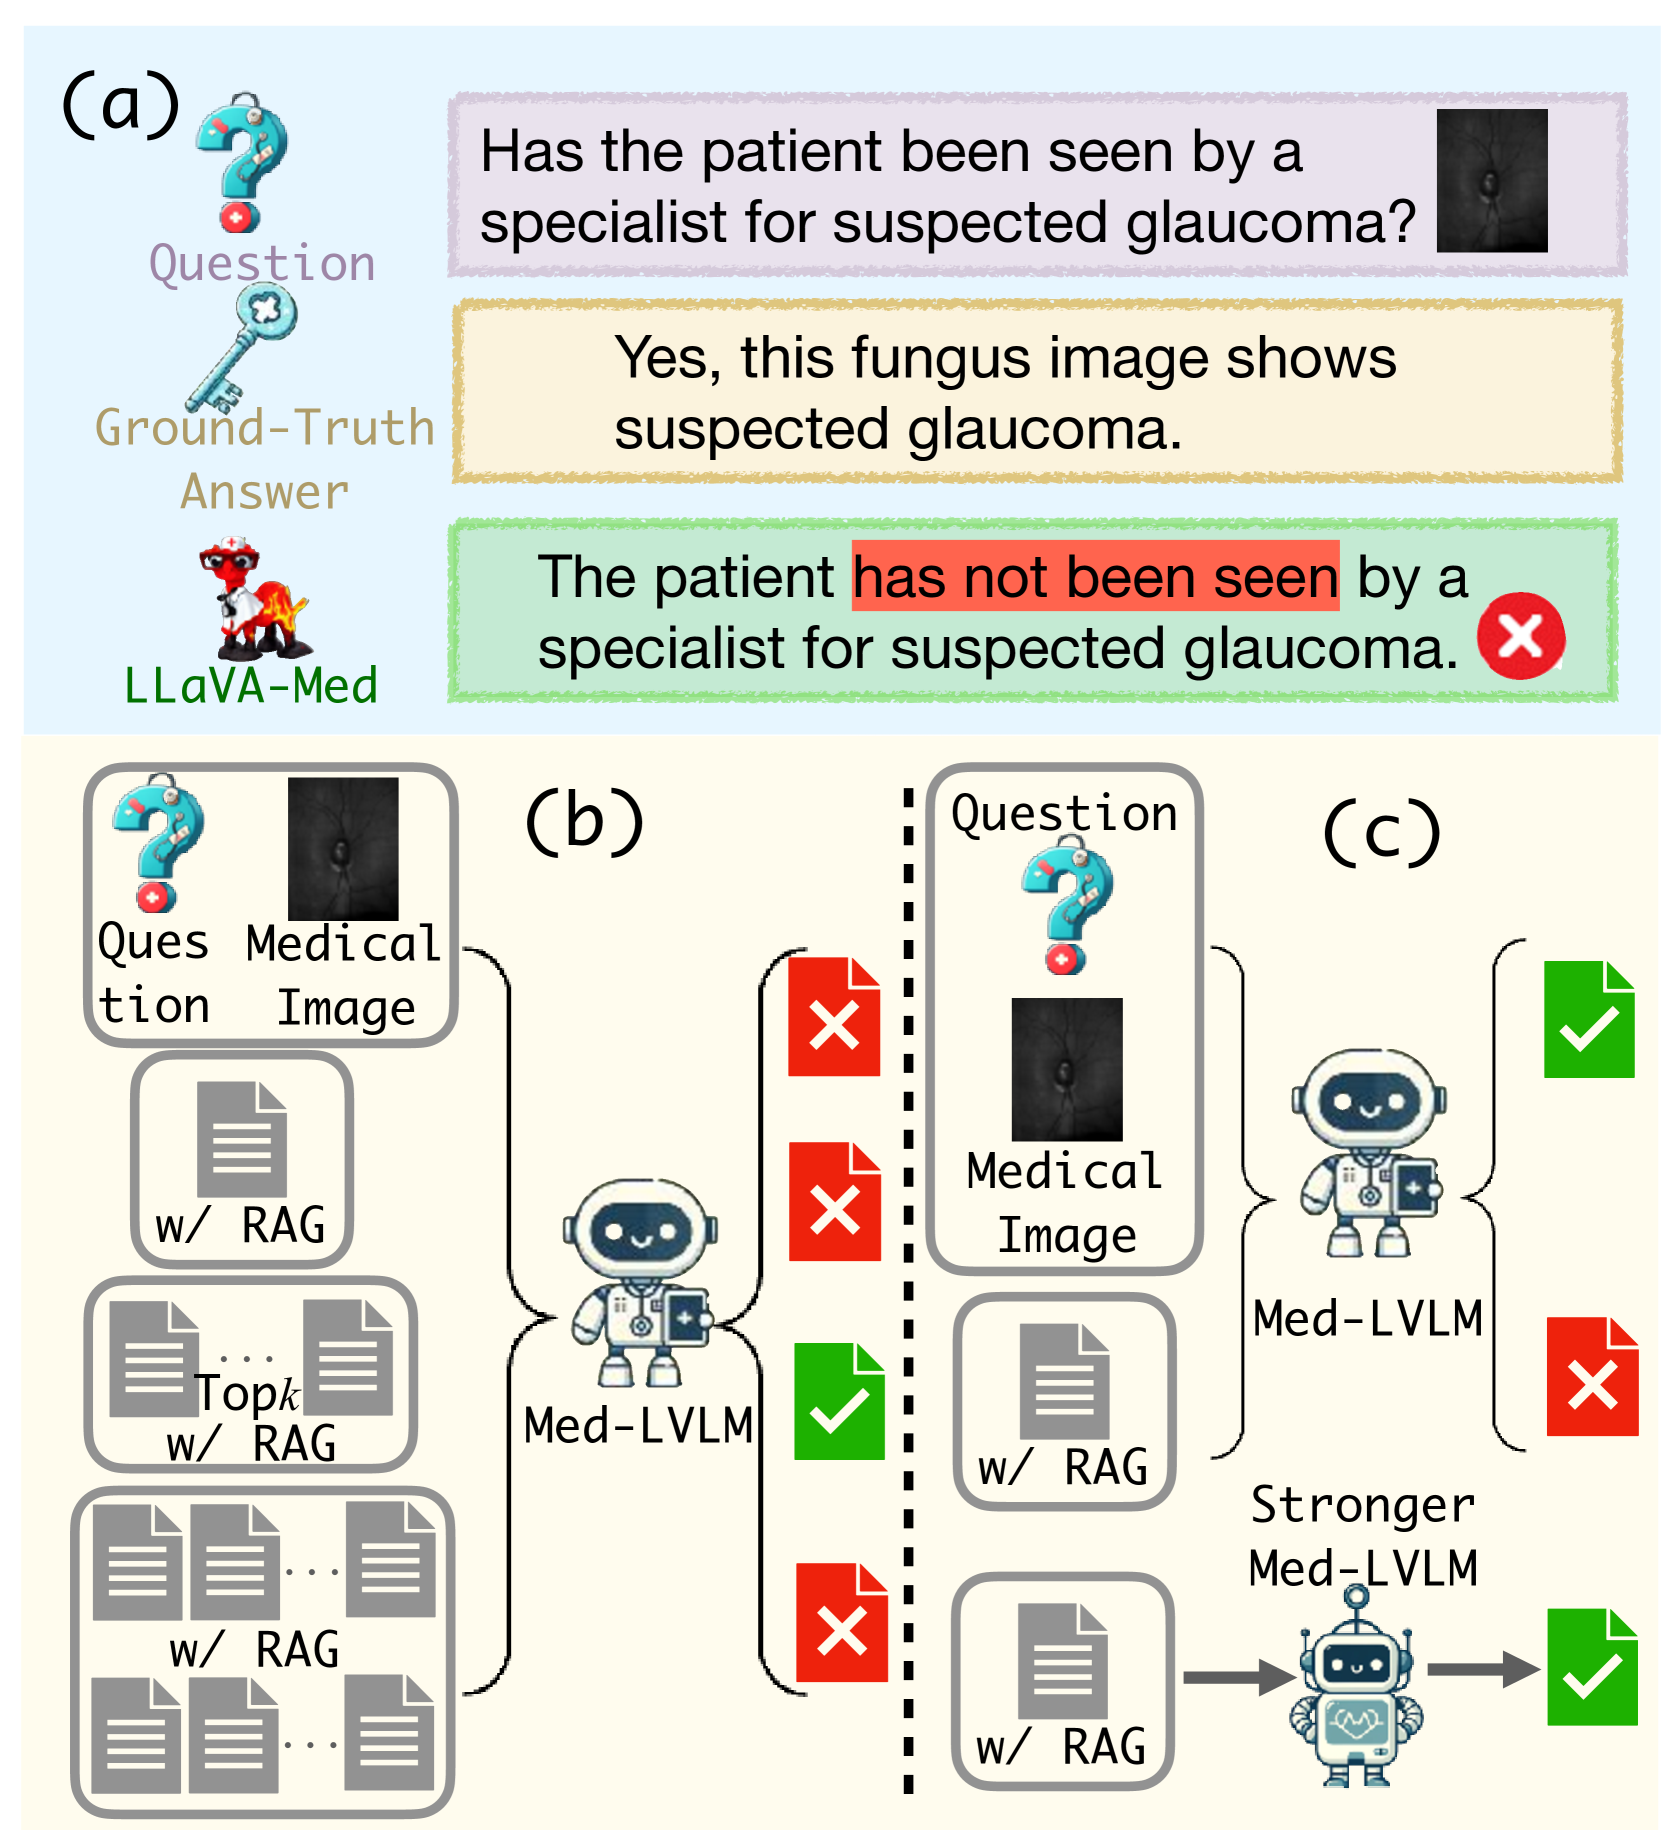 (a)
Question
Has the patient been seen by a
specialist for suspected glaucoma?
Ground-Truth
Answer
Yes, this fungus image shows
suspected glaucoma.
LLaVA-Med
The patient has not been seen by a
specialist for suspected glaucoma.
(b)
Ques
tion
Medical
Image
w/ RAG
...
Topk
w/ RAG
...
w/ RAG
...
Med-LVLM
(c)
Question
Medical
Image
w/ RAG
Med-LVLM
Stronger
Med-LVLM
w/ RAG